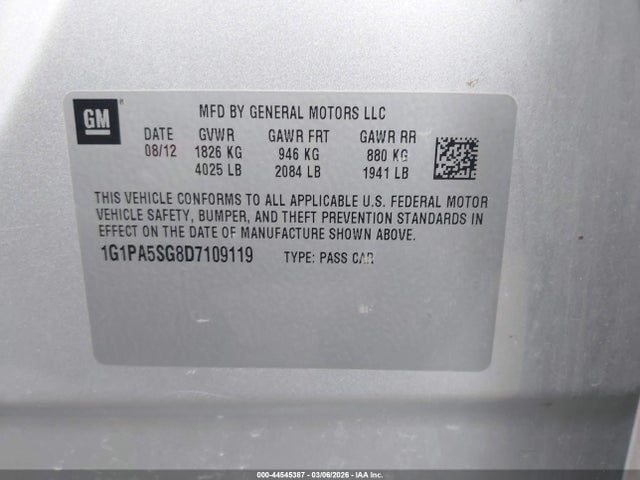 GM
MFD BY GENERAL MOTORS LLC
DATE GVWR GAWR FRT GAWR RR
08/12 1826 KG 946 KG 880 KG
4025 LB 2084 LB 1941 LB
THIS VEHICLE CONFORMS TO ALL APPLICABLE U.S. FEDERAL MOTOR
VEHICLE SAFETY, BUMPER, AND THEFT PREVENTION STANDARDS IN
EFFECT ON THE DATE OF MANUFACTURE SHOWN ABOVE.
1G1PA5SG8D7109119 TYPE: PASS CAR
000-44545387 - 03/06/2026 - IAA Inc.